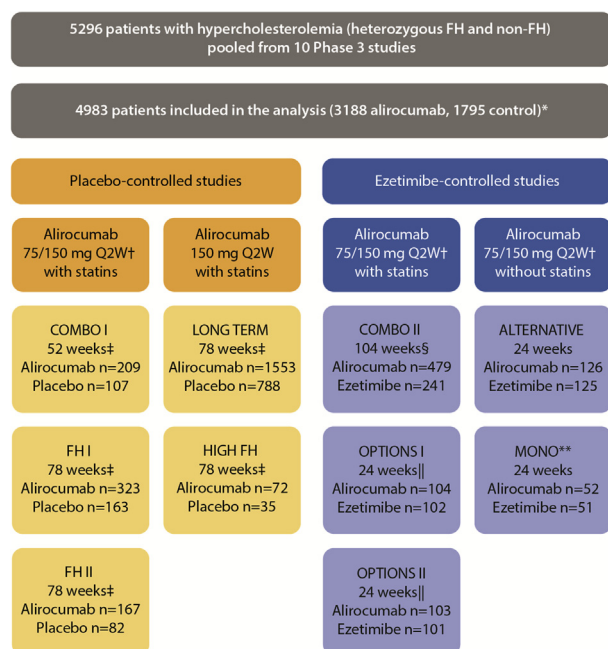 5296 patients with hypercholesterolemia (heterozygous FH and non-FH)
pooled from 10 Phase 3 studies
4983 patients included in the analysis (3188 alirocumab, 1795 control)*
Placebo-controlled studies
Ezetimibe-controlled studies
Alirocumab
75/150 mg Q2W†
with statins
Alirocumab
150 mg Q2W
with statins
Alirocumab
75/150 mg Q2W†
with statins
Alirocumab
75/150 mg Q2W†
without statins
COMBO I
52 weeks‡
Alirocumab n=209
Placebo n=107
LONG TERM
78 weeks‡
Alirocumab n=1553
Placebo n=788
COMBO II
104 weeks§
Alirocumab n=479
Ezetimibe n=241
ALTERNATIVE
24 weeks
Alirocumab n=126
Ezetimibe n=125
FH I
78 weeks‡
Alirocumab n=323
Placebo n=163
HIGH FH
78 weeks‡
Alirocumab n=72
Placebo n=35
OPTIONS I
24 weeks||
Alirocumab n=104
Ezetimibe n=102
MONO**
24 weeks
Alirocumab n=52
Ezetimibe n=51
FH II
78 weeks‡
Alirocumab n=167
Placebo n=82
OPTIONS II
24 weeks||
Alirocumab n=103
Ezetimibe n=101